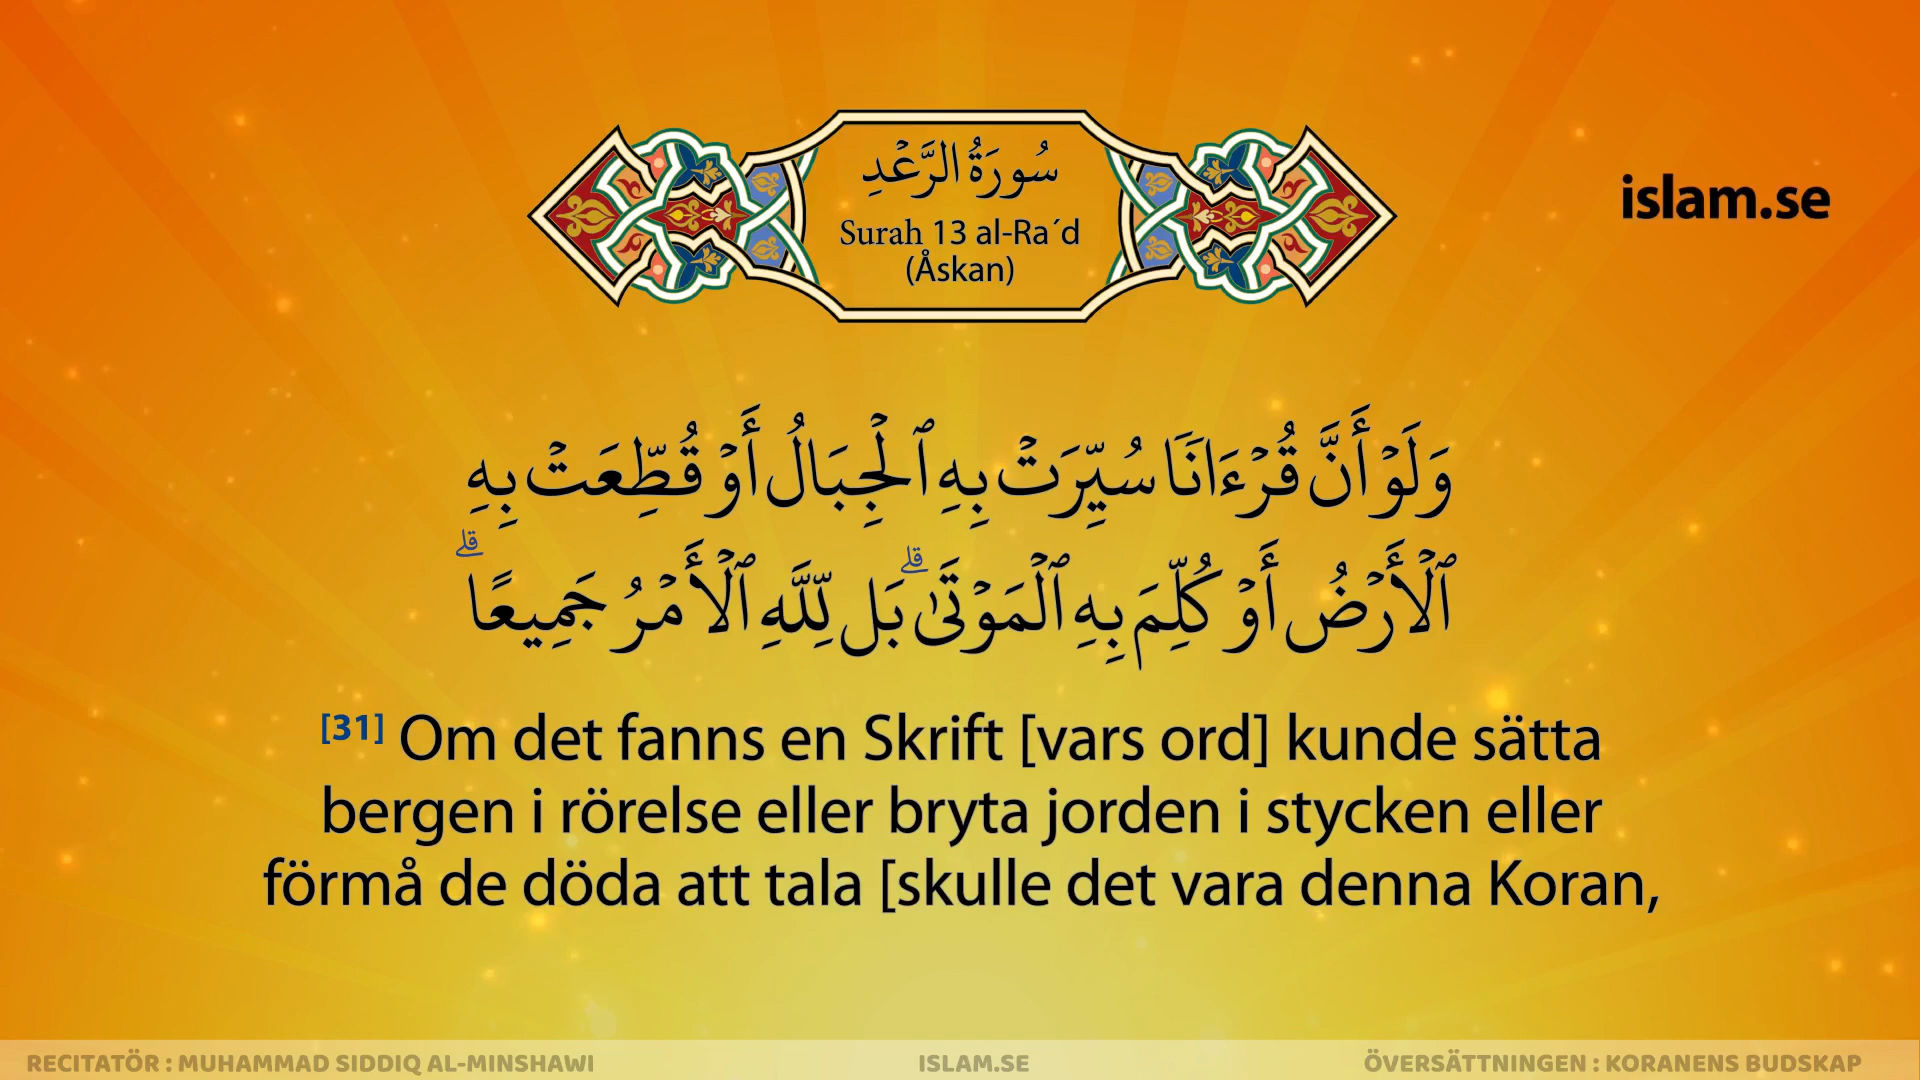 سُورَةُ الرَّعْدِ
Surah 13 al-Ra´d
(Åskan)
islam.se
وَلَوۡ أَنَّ قُرۡءَانٗا سُيِّرَتۡ بِهِ ٱلۡجِبَالُ أَوۡ قُطِّعَتۡ بِهِ
ٱلۡأَرۡضُ أَوۡ كُلِّمَ بِهِ ٱلۡمَوۡتَىٰۗ بَل لِّلَّهِ ٱلۡأَمۡرُ جَمِيعًاۗ
[31] Om det fanns en Skrift [vars ord] kunde sätta
bergen i rörelse eller bryta jorden i stycken eller
förmå de döda att tala [skulle det vara denna Koran,
RECITATÖR : MUHAMMAD SIDDIQ AL-MINSHAWI
ISLAM.SE
ÖVERSÄTTNINGEN : KORANENS BUDSKAP